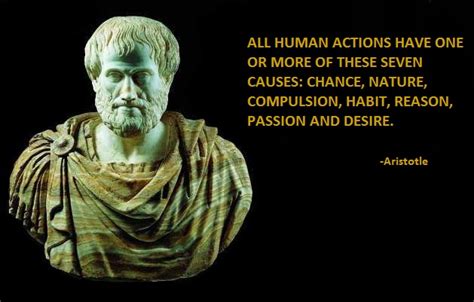 ALL HUMAN ACTIONS HAVE ONE
OR MORE OF THESE SEVEN
CAUSES: CHANCE, NATURE,
COMPULSION, HABIT, REASON,
PASSION AND DESIRE.
-Aristotle